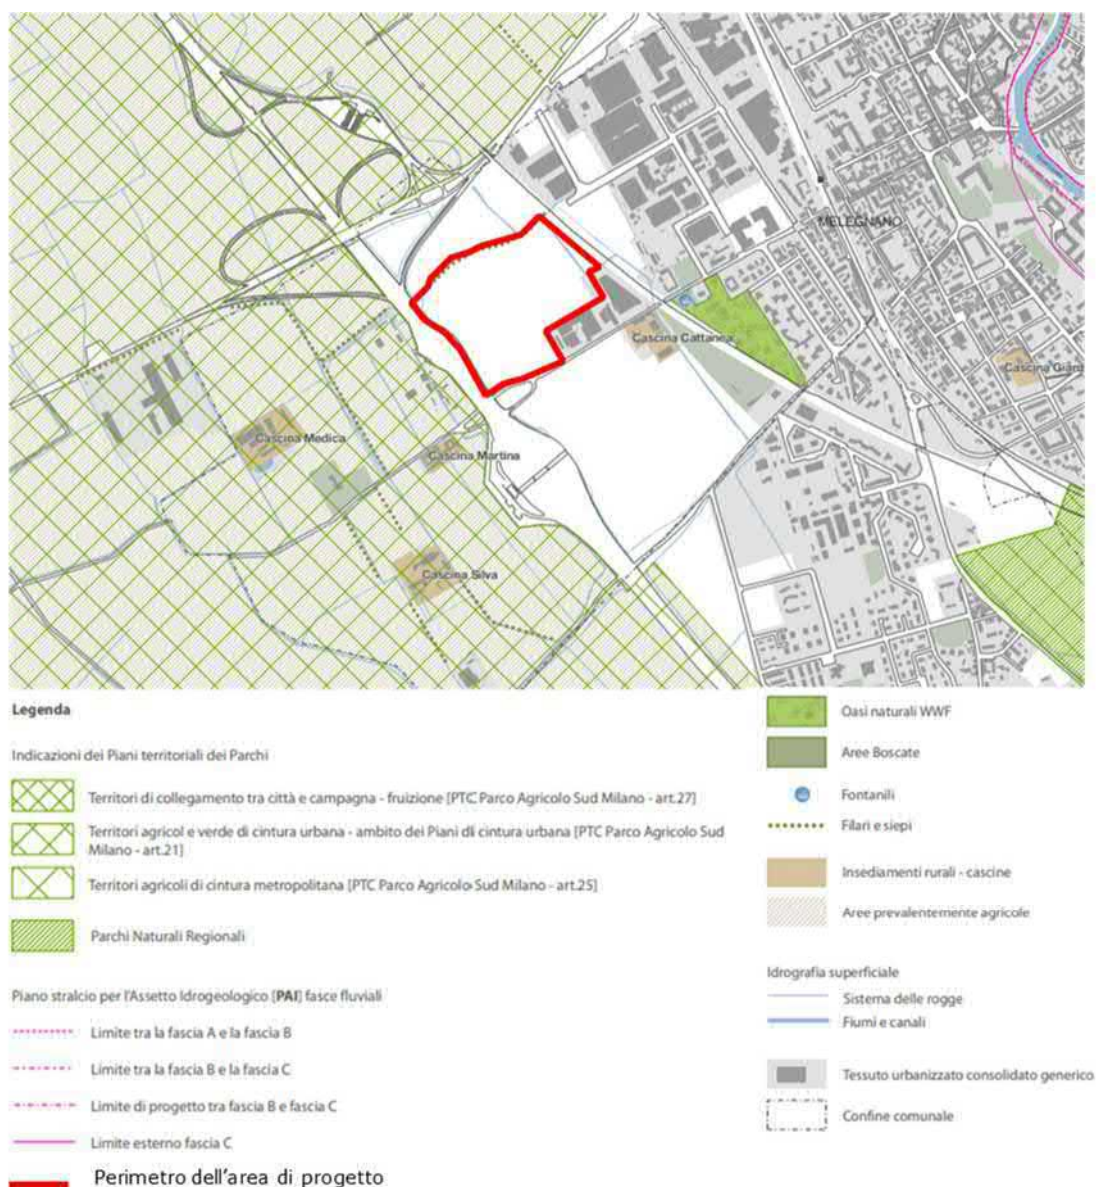 MELEGNANO
Cascina Cattanea
Cascina Medica
Cascina Martina
Cascina Silva
Legenda
Indicazioni dei Piani territoriali dei Parchi
Territori di collegamento tra città e campagna - fruizione [PTC Parco Agricolo Sud Milano - art.27]
Territori agricol e verde di cintura urbana - ambito dei Piani di cintura urbana [PTC Parco Agricolo Sud
Milano - art.21]
Territori agricoli di cintura metropolitana [PTC Parco Agricolo Sud Milano - art.25]
Parchi Naturali Regionali
Piano stralcio per l'Assetto Idrogeologico [PAI] fasce fluviali
Limite tra la fascia A e la fascia B
Limite tra la fascia B e la fascia C
Limite di progetto tra fascia B e fascia C
Limite esterno fascia C
Perimetro dell'area di progetto
Oasi naturali WWF
Aree Boscate
Fontanili
Filari e siepi
Insediamenti rurali - cascine
Aree prevalentemente agricole
Idrografia superficiale
Sistema delle rogge
Fiumi e canali
Tessuto urbanizzato consolidato generico
Confine comunale